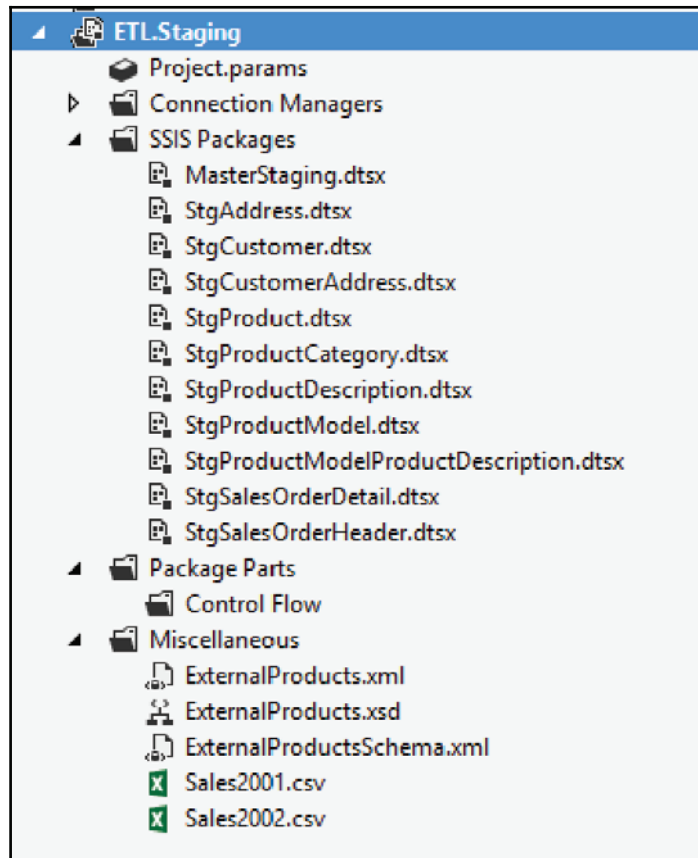 ETL.Staging
Project.params
Connection Managers
SSIS Packages
MasterStaging.dtsx
StgAddress.dtsx
StgCustomer.dtsx
StgCustomerAddress.dtsx
StgProduct.dtsx
StgProductCategory.dtsx
StgProductDescription.dtsx
StgProductModel.dtsx
StgProductModelProductDescription.dtsx
StgSalesOrderDetail.dtsx
StgSalesOrderHeader.dtsx
Package Parts
Control Flow
Miscellaneous
ExternalProducts.xml
ExternalProducts.xsd
ExternalProductsSchema.xml
Sales2001.csv
Sales2002.csv